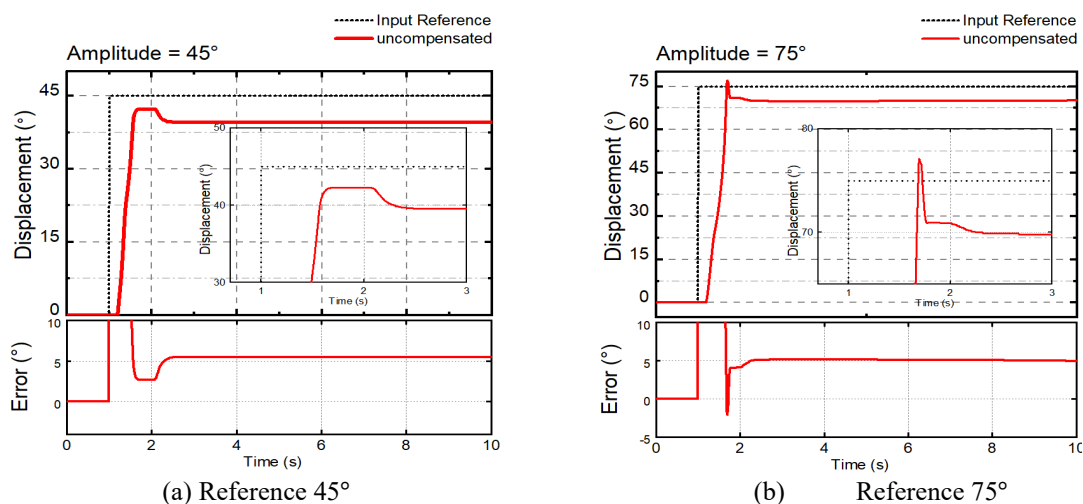 Input Reference
uncompensated
Amplitude = 45°
Displacement (°)
45
30
15
0
50
40
30
Displacement (°)
1
2
3
Time (s)
10
5
0
Error (°)
0
2
4
6
8
10
Time (s)
(a) Reference 45°
Input Reference
uncompensated
Amplitude = 75°
Displacement (°)
75
60
45
30
15
0
80
70
Displacement (°)
1
2
3
Time (s)
10
5
0
-5
Error (°)
0
2
4
6
8
10
Time (s)
(b) Reference 75°